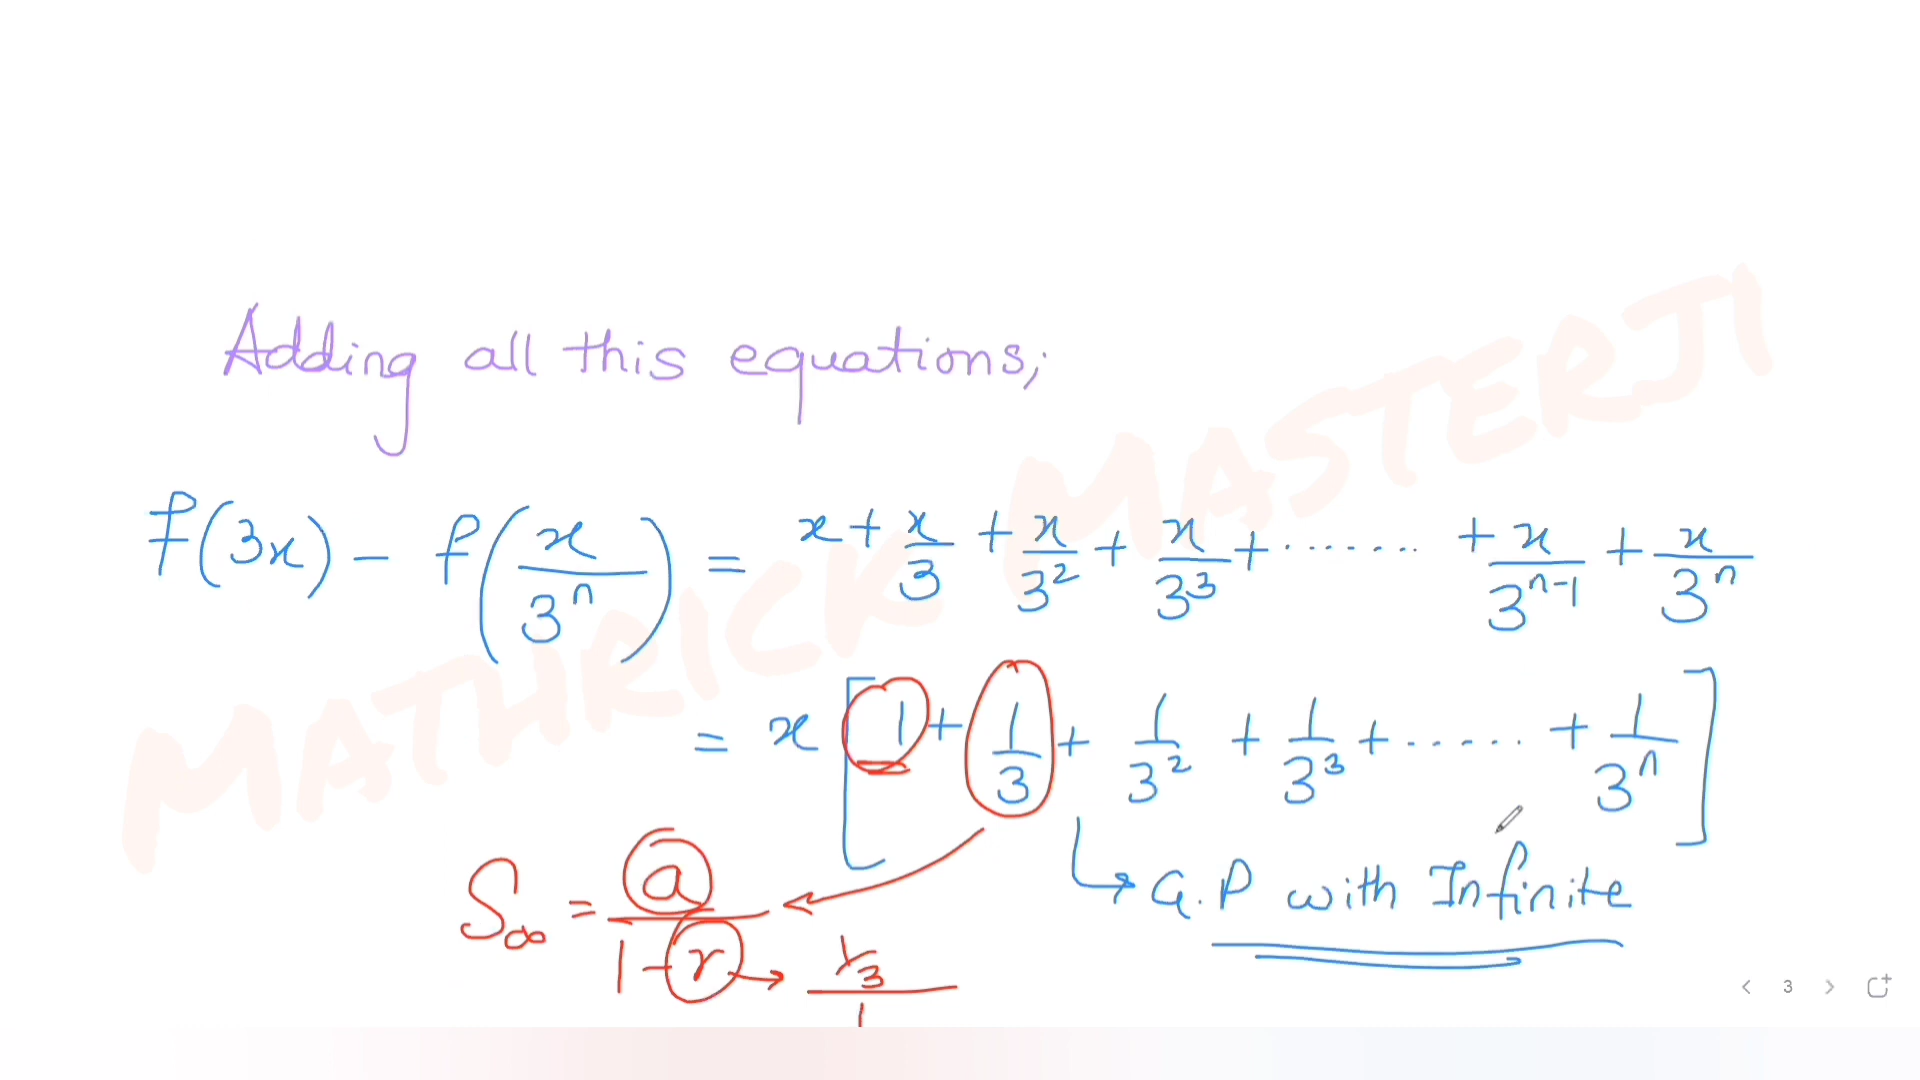 Adding all this equations;
f(3x) - f(x/3^n) = x + x/3 + x/3^2 + x/3^3 + ....... + x/3^(n-1) + x/3^n
= x [1 + 1/3 + 1/3^2 + 1/3^3 + ...... + 1/3^n]
→ G.P with Infinite
S∞ = a/(1-r) → (1/3)/1
MATHRICK MASTERJI
< 3 >